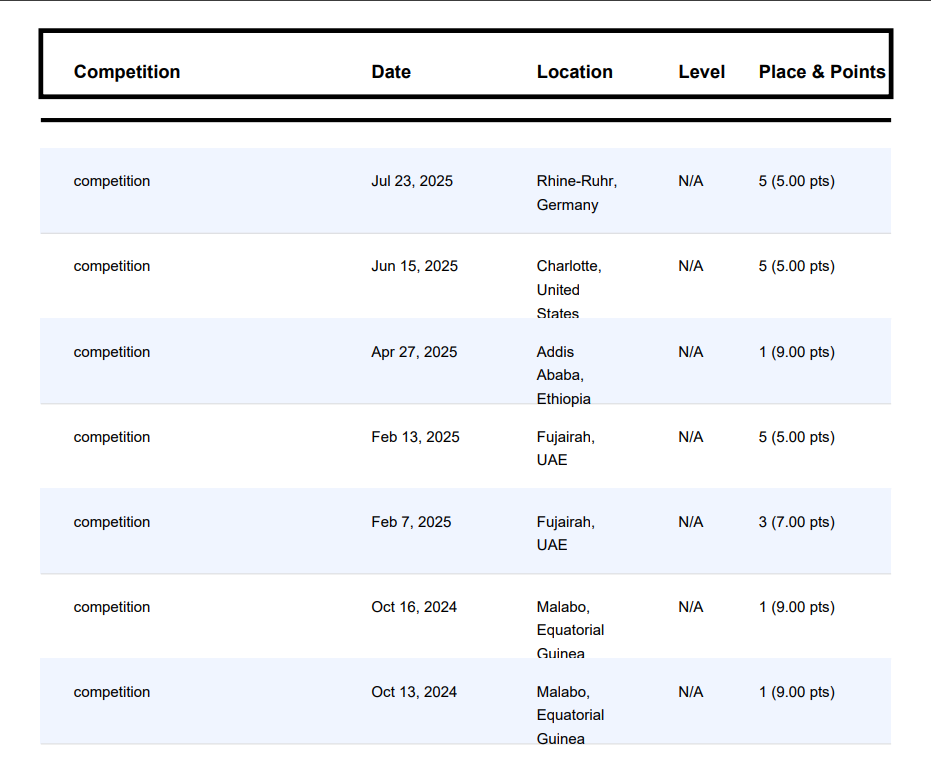 Competition Date Location Level Place & Points
competition Jul 23, 2025 Rhine-Ruhr, N/A 5 (5.00 pts)
Germany
competition Jun 15, 2025 Charlotte, N/A 5 (5.00 pts)
United
States
competition Apr 27, 2025 Addis N/A 1 (9.00 pts)
Ababa,
Ethiopia
competition Feb 13, 2025 Fujairah, N/A 5 (5.00 pts)
UAE
competition Feb 7, 2025 Fujairah, N/A 3 (7.00 pts)
UAE
competition Oct 16, 2024 Malabo, N/A 1 (9.00 pts)
Equatorial
Guinea
competition Oct 13, 2024 Malabo, N/A 1 (9.00 pts)
Equatorial
Guinea